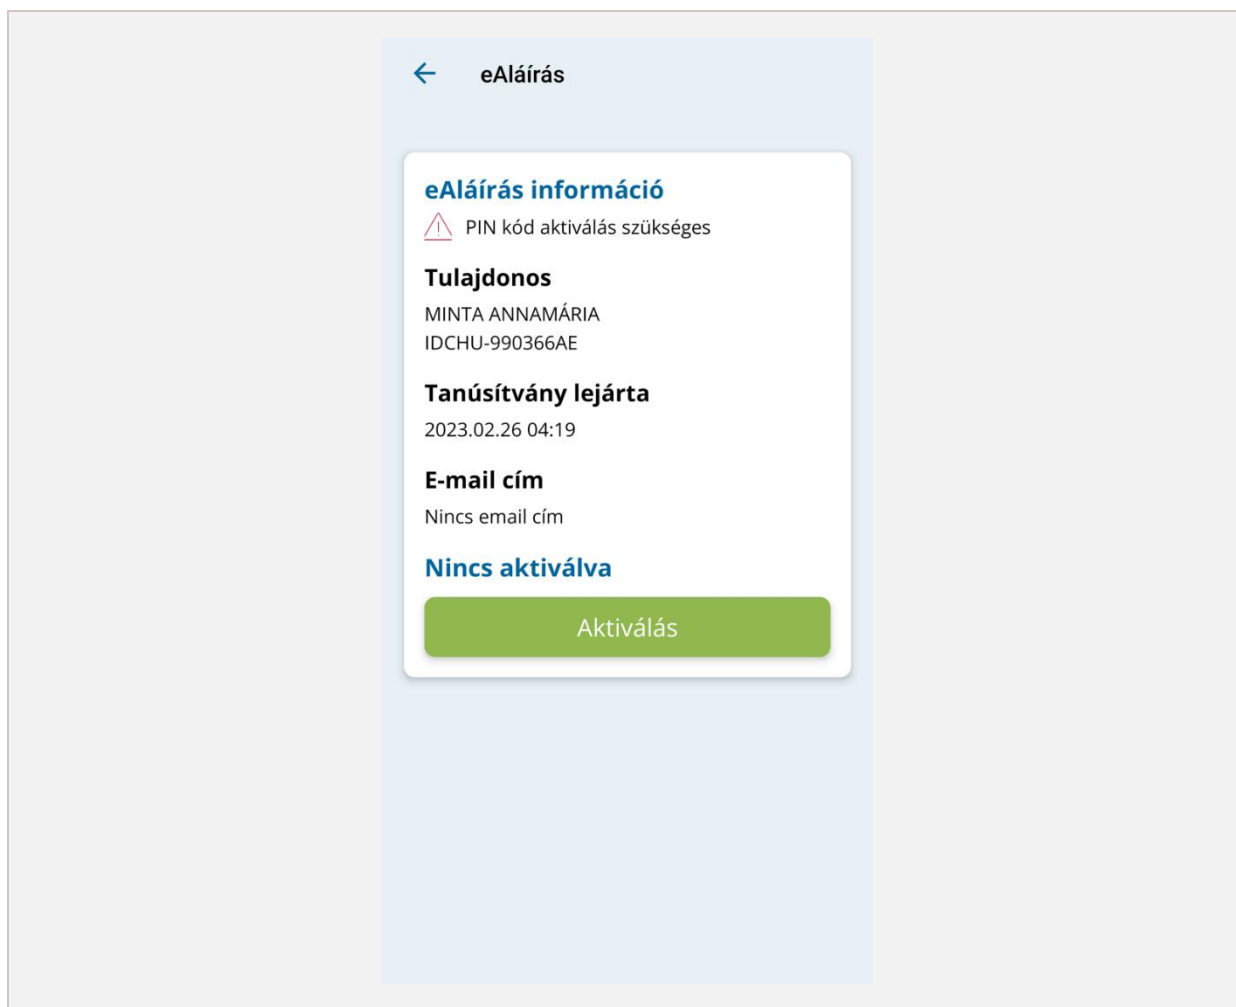 eAláírás
eAláírás információ
PIN kód aktiválás szükséges
Tulajdonos
MINTA ANNAMÁRIA
IDCHU-990366AE
Tanúsítvány lejárta
2023.02.26 04:19
E-mail cím
Nincs email cím
Nincs aktiválva
Aktiválás